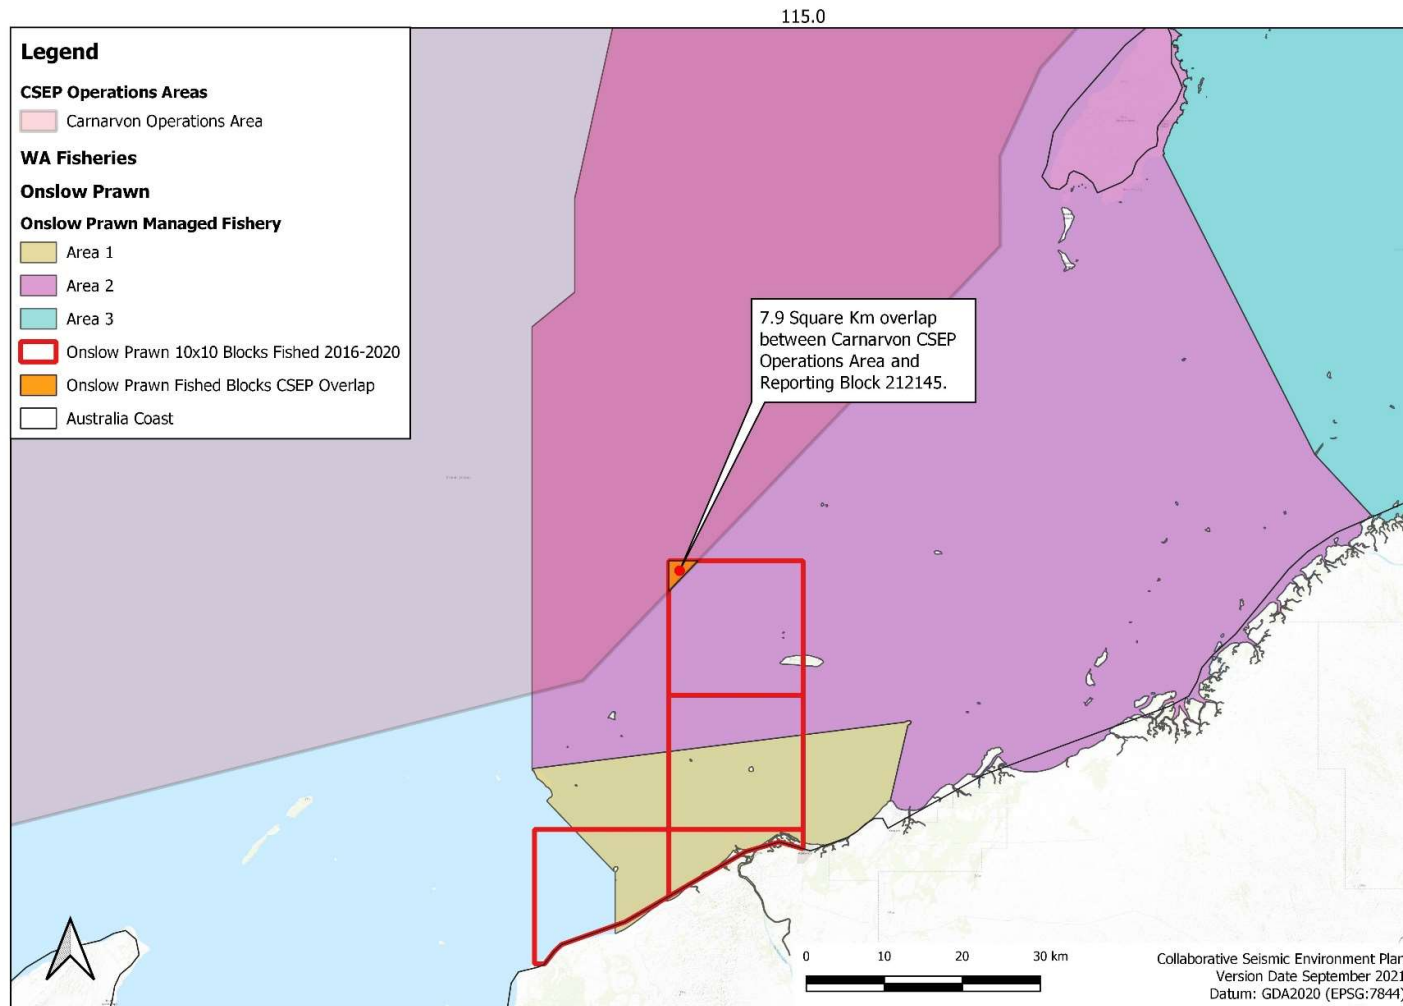 115.0
Legend
CSEP Operations Areas
Carnarvon Operations Area
WA Fisheries
Onslow Prawn
Onslow Prawn Managed Fishery
Area 1
Area 2
Area 3
Onslow Prawn 10x10 Blocks Fished 2016-2020
Onslow Prawn Fished Blocks CSEP Overlap
Australia Coast
7.9 Square Km overlap
between Carnarvon CSEP
Operations Area and
Reporting Block 212145.
0 10 20 30 km
Collaborative Seismic Environment Plan
Version Date September 2021
Datum: GDA2020 (EPSG:7844)